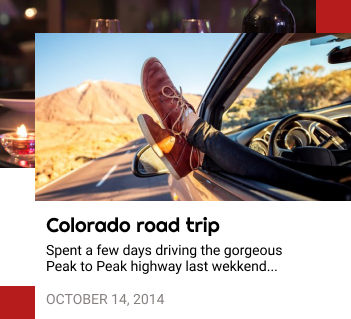 Colorado road trip
Spent a few days driving the gorgeous
Peak to Peak highway last wekkend...
OCTOBER 14, 2014